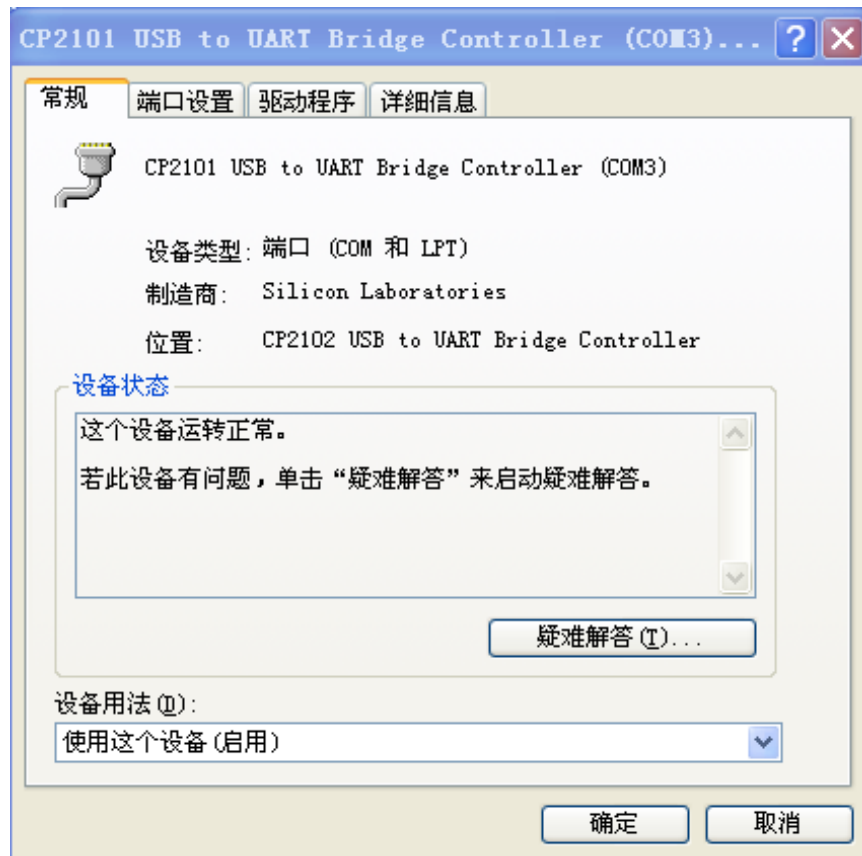 CP2101 USB to UART Bridge Controller (COM3)...
常规 端口设置 驱动程序 详细信息
CP2101 USB to UART Bridge Controller (COM3)
设备类型: 端口 (COM 和 LPT)
制造商: Silicon Laboratories
位置: CP2102 USB to UART Bridge Controller
设备状态
这个设备运转正常。
若此设备有问题，单击“疑难解答”来启动疑难解答。
疑难解答(T)...
设备用法(D):
使用这个设备(启用)
确定 取消